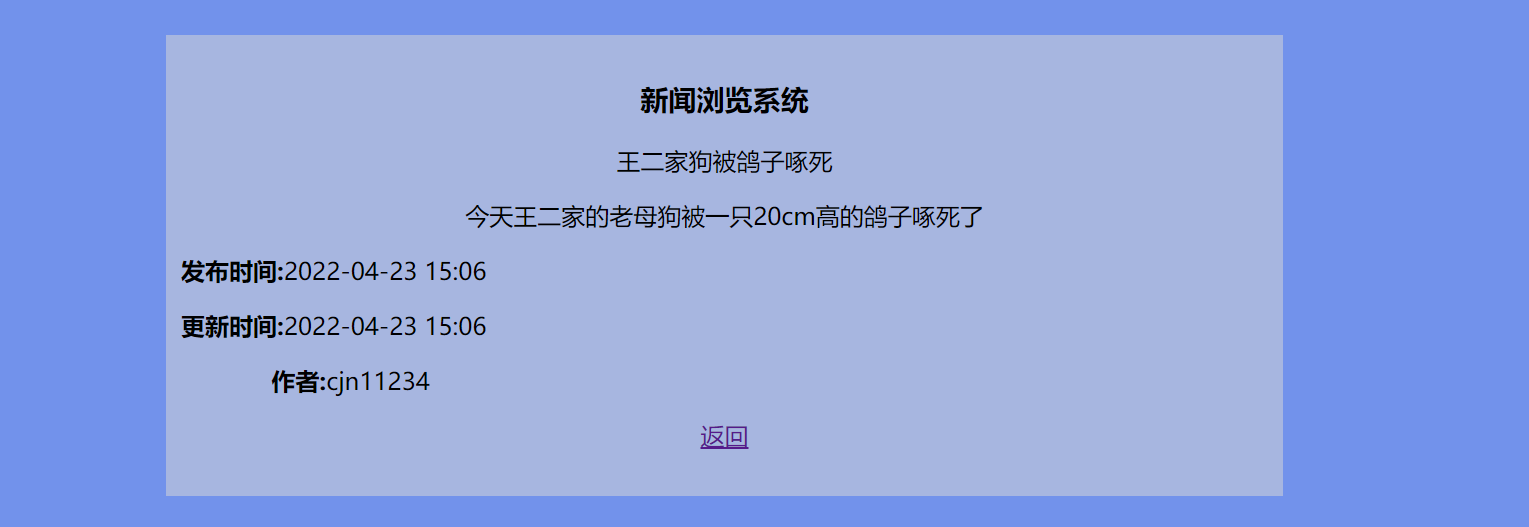 新闻浏览系统
王二家狗被鸽子啄死
今天王二家的老母狗被一只20cm高的鸽子啄死了
发布时间:2022-04-23 15:06
更新时间:2022-04-23 15:06
作者:cjn11234
返回